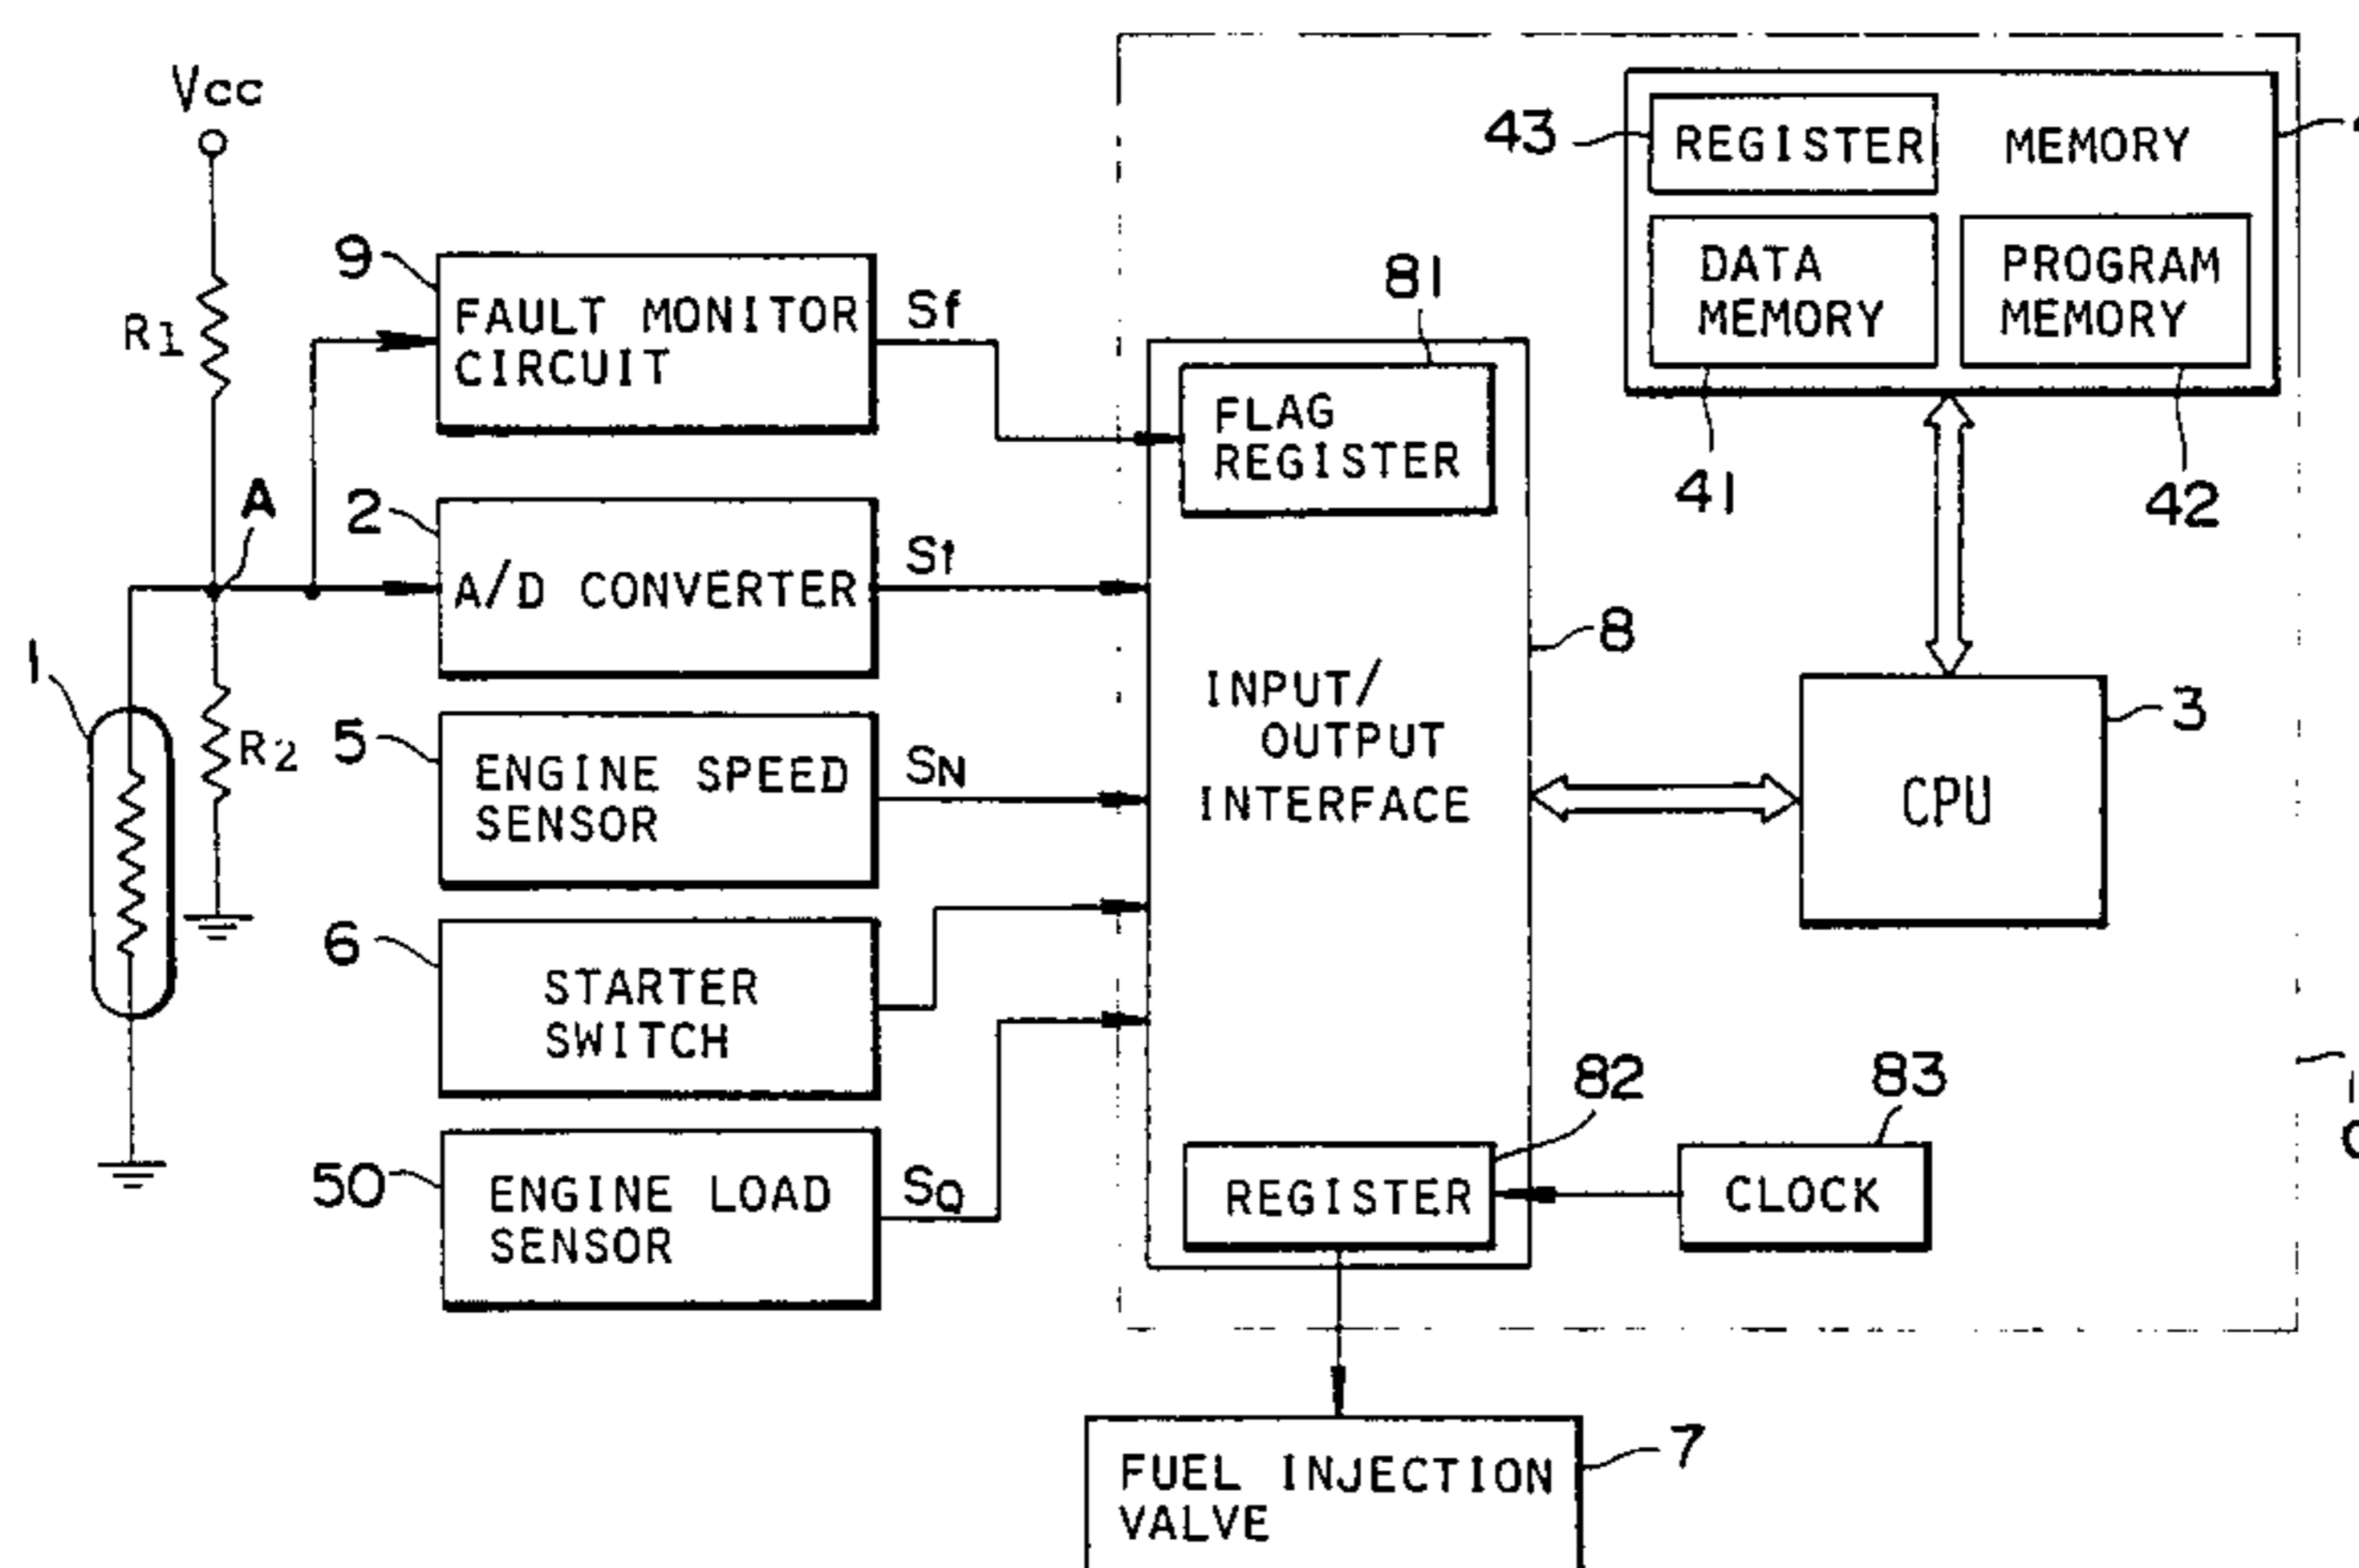 Vcc
R1
A
1
R2
9
FAULT MONITOR
CIRCUIT
Sf
2
A/D CONVERTER
St
5
ENGINE SPEED
SENSOR
SN
6
STARTER
SWITCH
50
ENGINE LOAD
SENSOR
SQ
81
FLAG
REGISTER
INPUT/
OUTPUT
INTERFACE
8
82
REGISTER
83
CLOCK
43
REGISTER
MEMORY
DATA
MEMORY
PROGRAM
MEMORY
41
42
3
CPU
7
FUEL INJECTION
VALVE